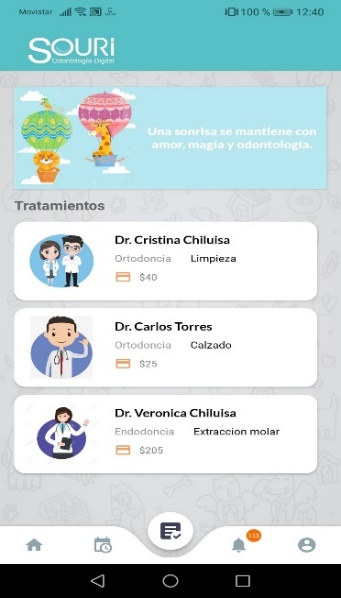 Movistar 100 % 12:40
SOURi
Odontología Digital
Una sonrisa se mantiene con
amor, magia y odontología.
Tratamientos
Dr. Cristina Chiluisa
Ortodoncia Limpieza
$40
Dr. Carlos Torres
Ortodoncia Calzado
$25
Dr. Veronica Chiluisa
Endodoncia Extraccion molar
$205